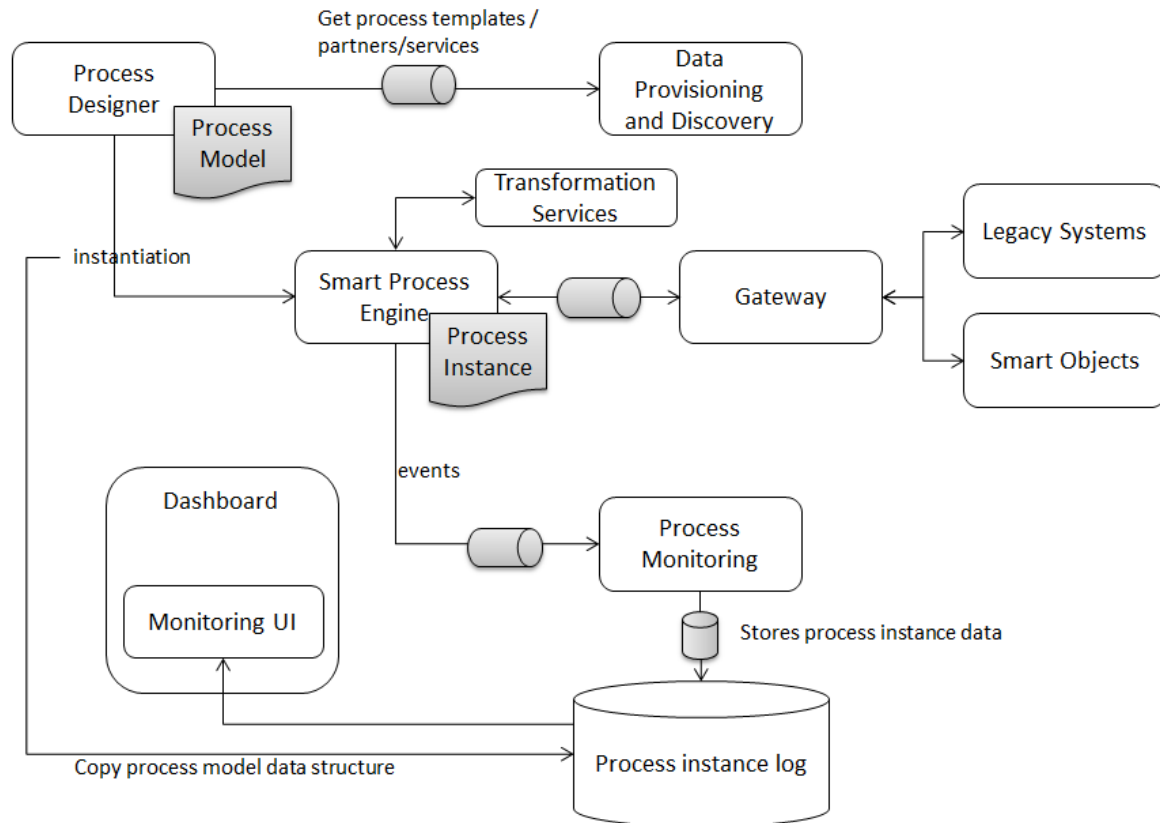 Get process templates /
partners/services
Process
Designer
Data
Provisioning
and Discovery
Process
Model
Transformation
Services
Legacy Systems
instantiation
Smart Process
Engine
Gateway
Process
Instance
Smart Objects
events
Dashboard
Process
Monitoring
Monitoring UI
Stores process instance data
Copy process model data structure
Process instance log